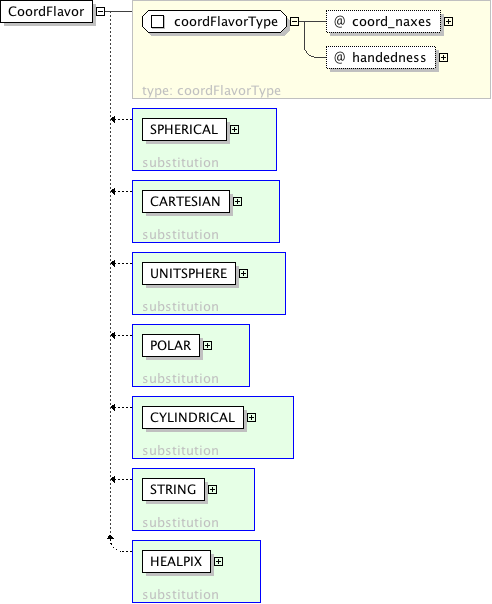 CoordFlavor
coordFlavorType
@ coord_naxes
@ handedness
type: coordFlavorType
SPHERICAL
substitution
CARTESIAN
substitution
UNITSPHERE
substitution
POLAR
substitution
CYLINDRICAL
substitution
STRING
substitution
HEALPIX
substitution